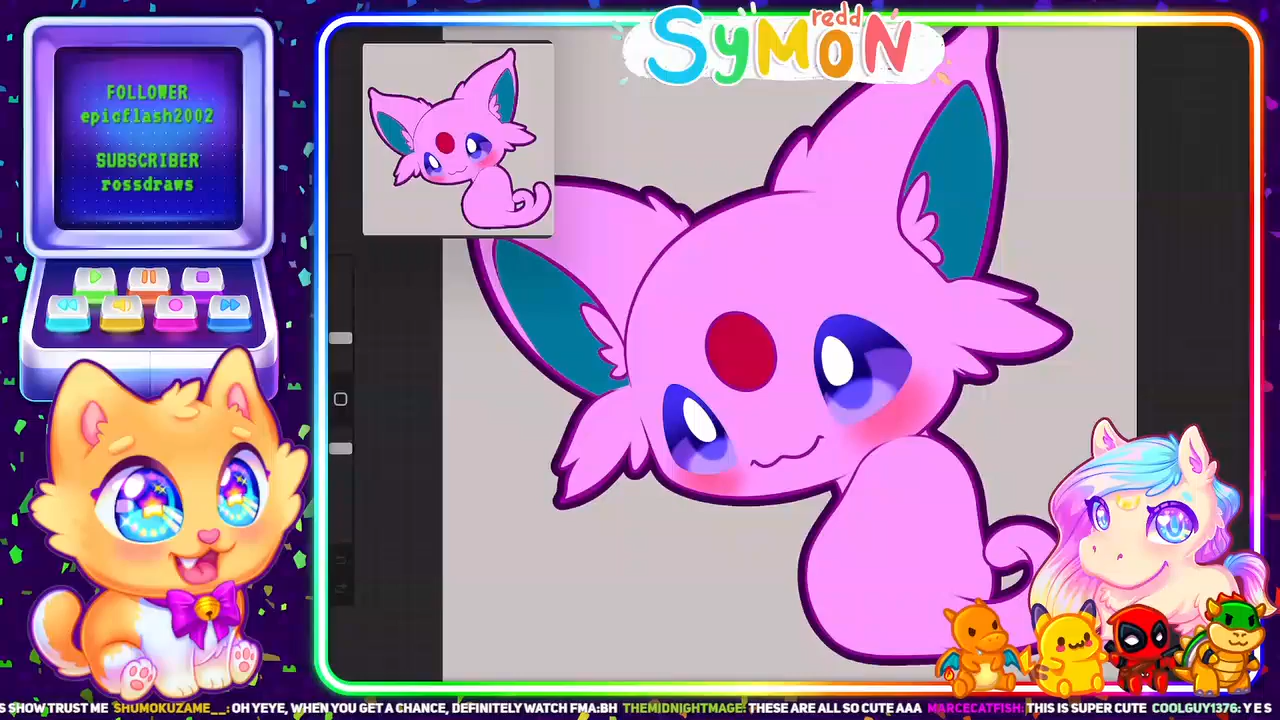 redd
SyMoN
FOLLOWER
epicflash2002
SUBSCRIBER
rossdraws
S SHOW TRUST ME SHUMOKUZAME__: OH YEYE, WHEN YOU GET A CHANCE, DEFINITELY WATCH FMA:BH THEMIDNIGHTMAGE: THESE ARE ALL SO CUTE AAA MARCECATFISH: THIS IS SUPER CUTE COOLGUY1376: Y E S